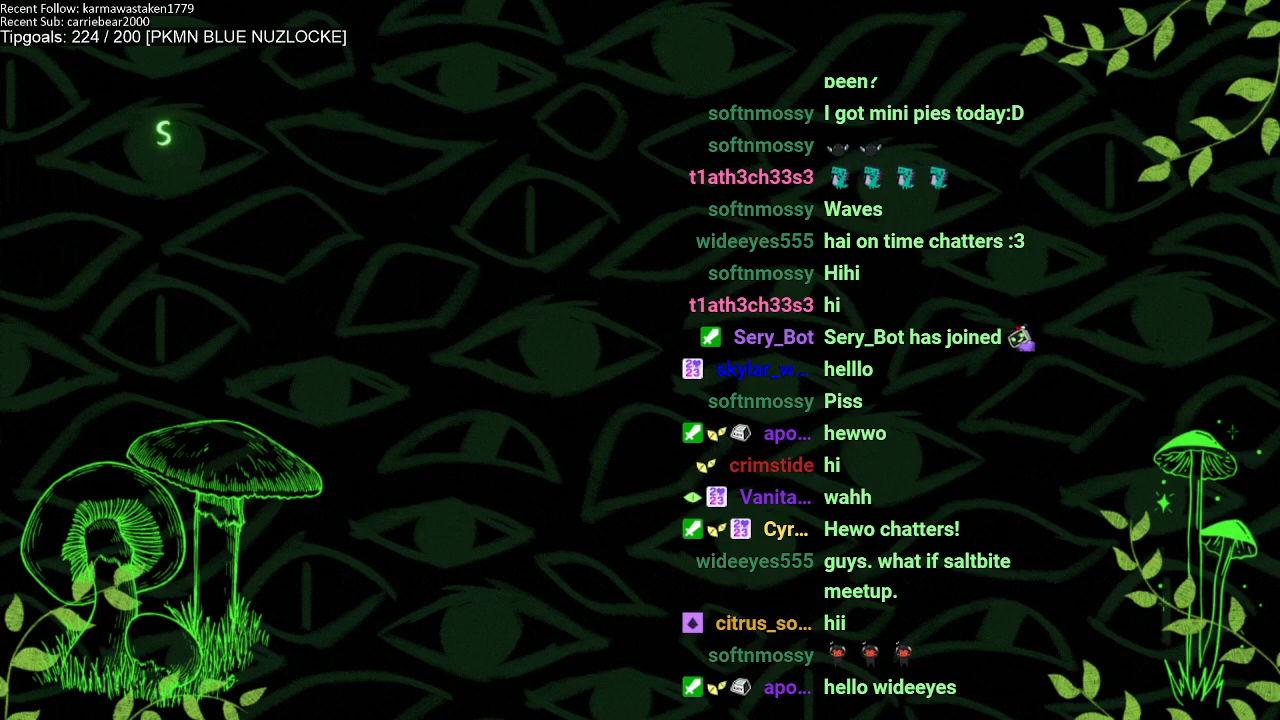 Recent Follow: karmawastaken1779
Recent Sub: carriebear2000
Tipgoals: 224 / 200 [PKMN BLUE NUZLOCKE]
S
been?
softnmossy I got mini pies today:D
softnmossy
t1ath3ch33s3
softnmossy Waves
wideeyes555 hai on time chatters :3
softnmossy Hihi
t1ath3ch33s3 hi
Sery_Bot Sery_Bot has joined
skylar_w... helllo
softnmossy Piss
apo... hewwo
crimstide hi
Vanita... wahh
Cyr... Hewo chatters!
wideeyes555 guys. what if saltbite
meetup.
citrus_so... hii
softnmossy
apo... hello wideeyes